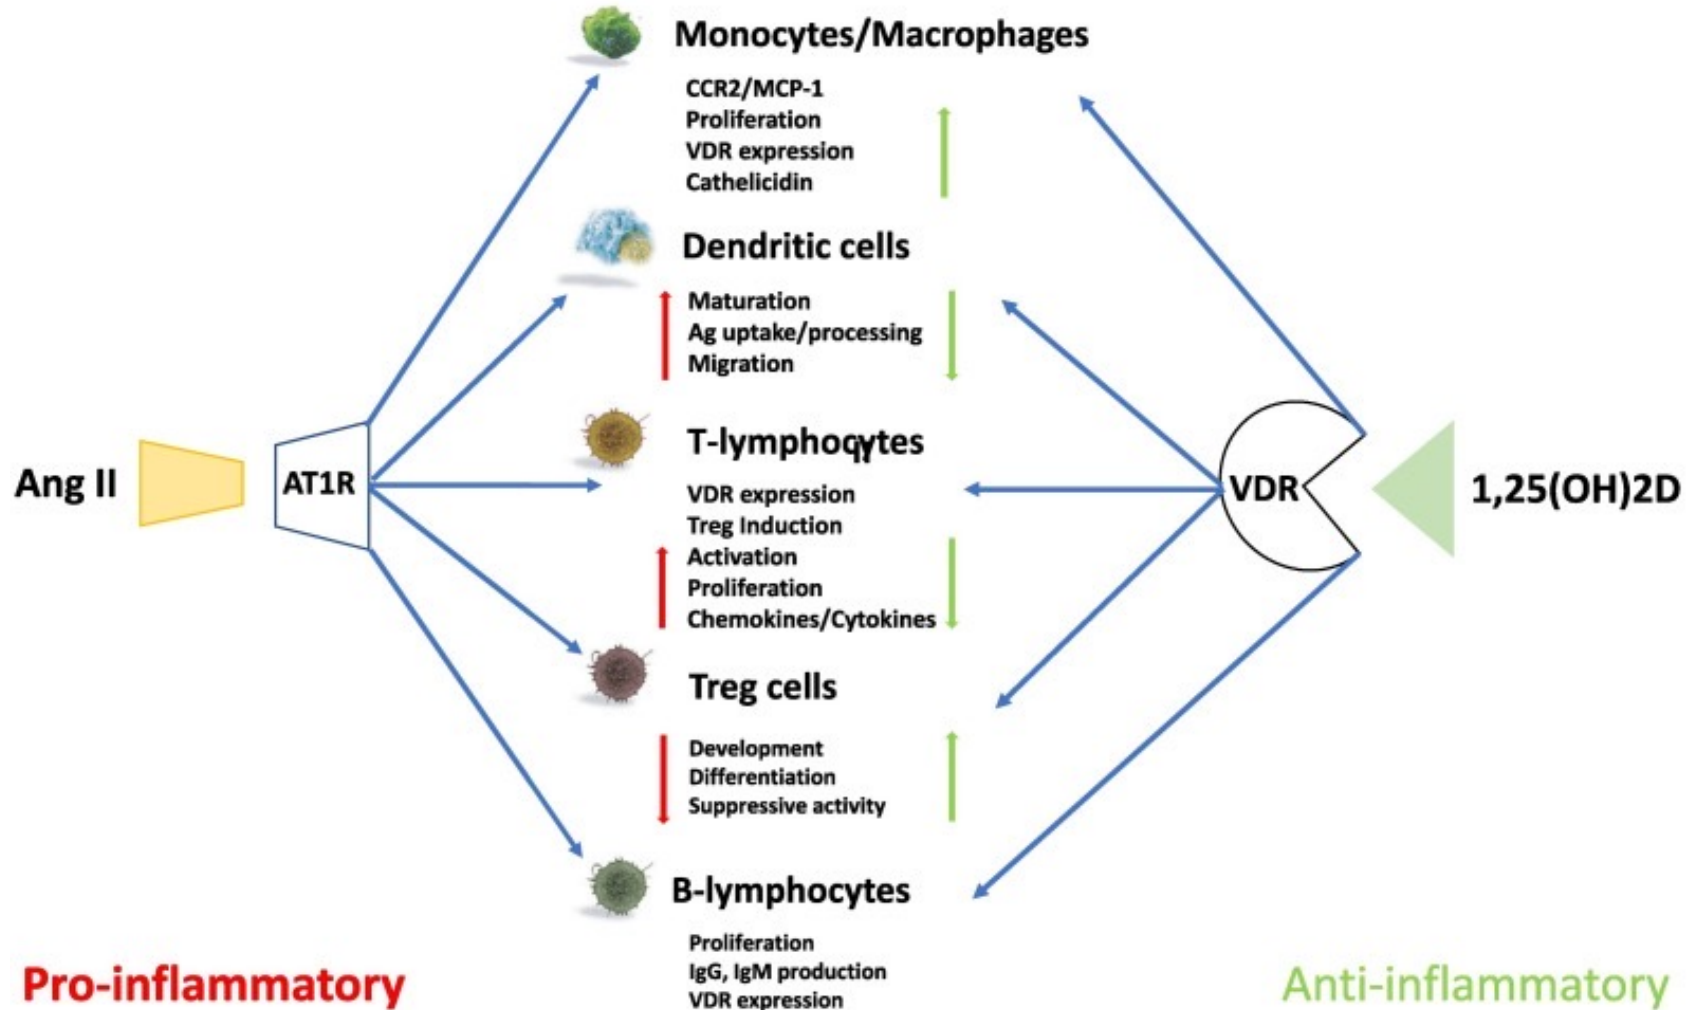 Monocytes/Macrophages
CCR2/MCP-1
Proliferation
VDR expression
Cathelicidin
Dendritic cells
Maturation
Ag uptake/processing
Migration
T-lymphocytes
VDR expression
Treg Induction
Activation
Proliferation
Chemokines/Cytokines
Ang II
AT1R
VDR
1,25(OH)2D
Treg cells
Development
Differentiation
Suppressive activity
B-lymphocytes
Proliferation
IgG, IgM production
VDR expression
Pro-inflammatory
Anti-inflammatory